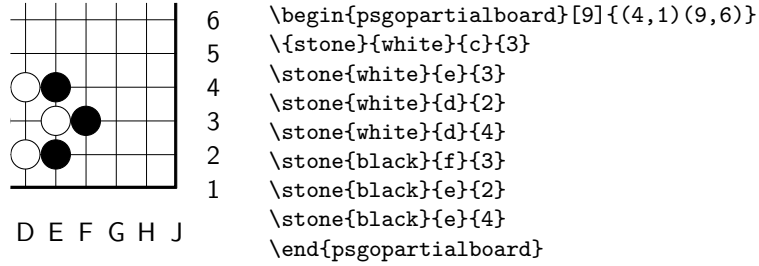 6
5
4
3
2
1
D E F G H J
\begin{psgopartialboard}[9]{(4,1)(9,6)}
\{stone}{white}{c}{3}
\stone{white}{e}{3}
\stone{white}{d}{2}
\stone{white}{d}{4}
\stone{black}{f}{3}
\stone{black}{e}{2}
\stone{black}{e}{4}
\end{psgopartialboard}